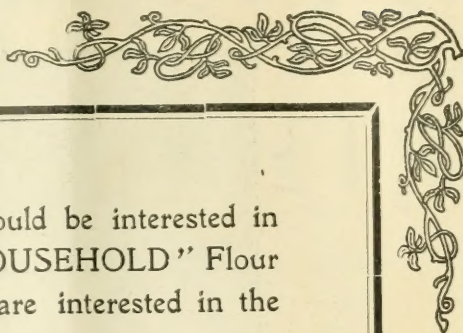 ould be interested in
OUSEHOLD" Flour
are interested in the